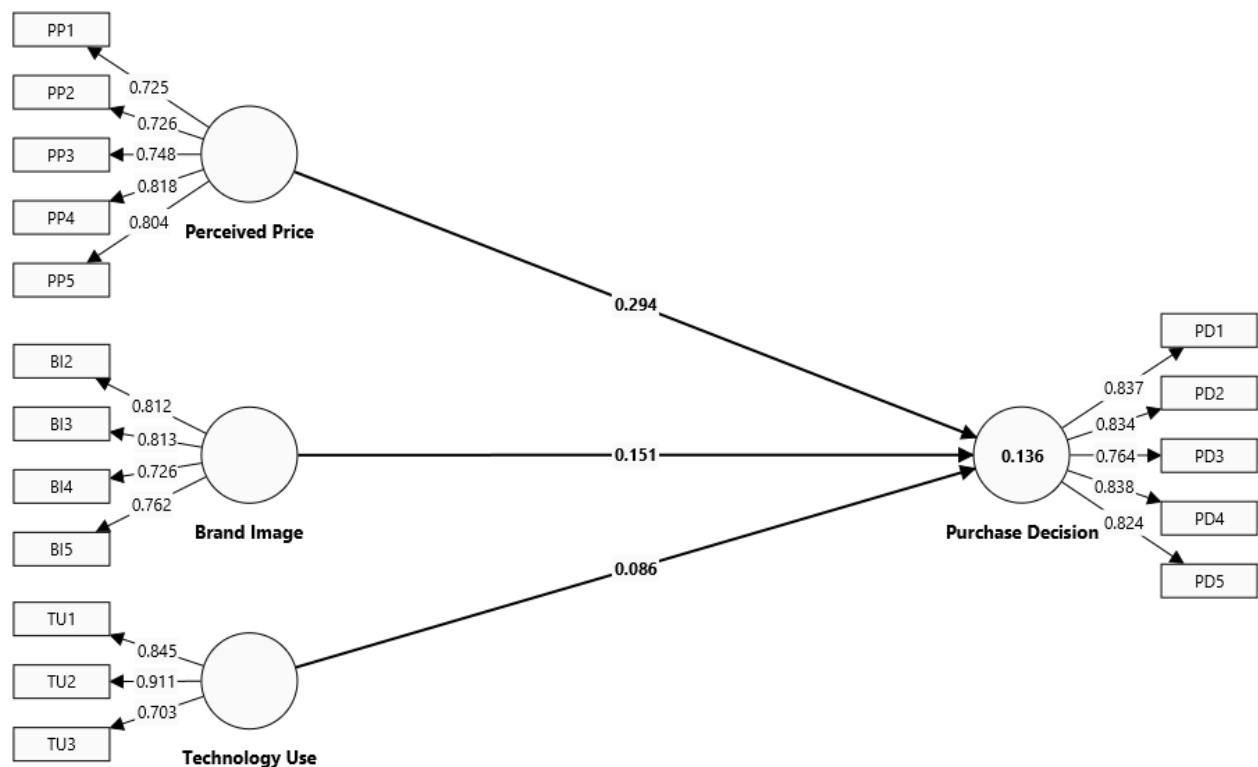 PP1
PP2
PP3
PP4
PP5
0.725
0.726
0.748
0.818
0.804
Perceived Price
BI2
BI3
BI4
BI5
0.812
0.813
0.726
0.762
Brand Image
TU1
TU2
TU3
0.845
0.911
0.703
Technology Use
0.294
0.151
0.086
0.136
Purchase Decision
0.837
0.834
0.764
0.838
0.824
PD1
PD2
PD3
PD4
PD5